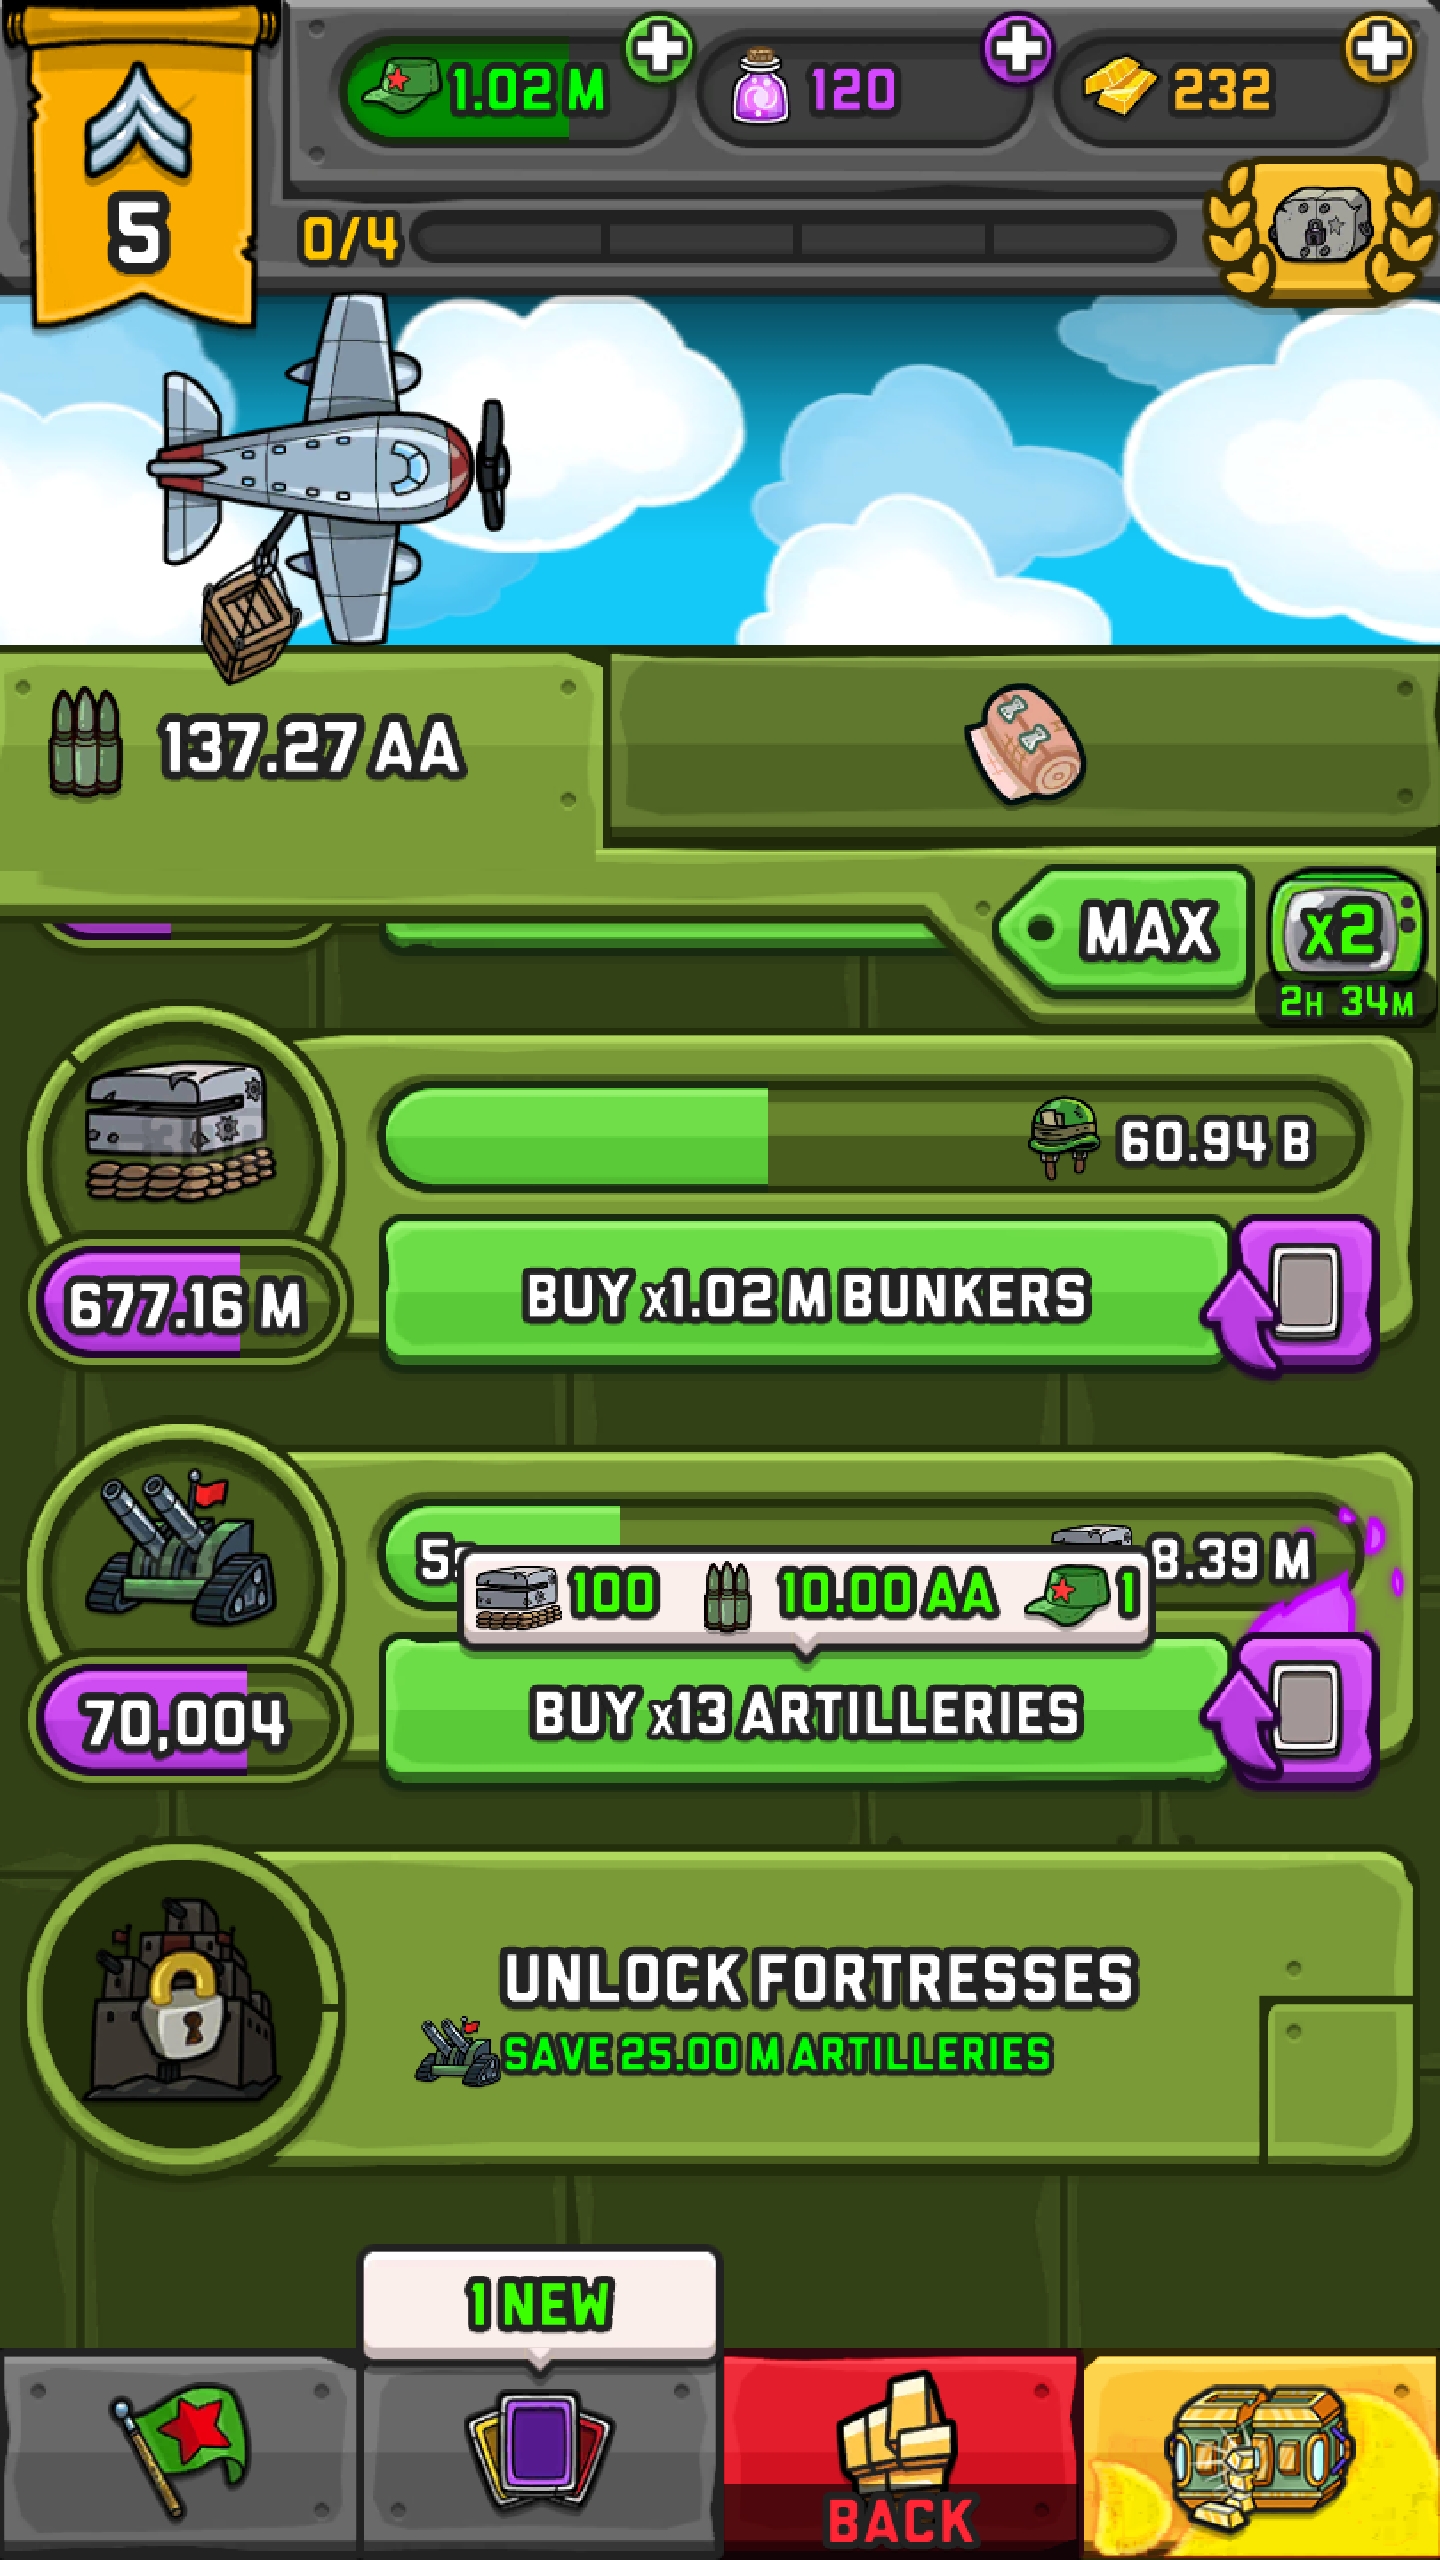 1.02 M
120
232
5
0/4
137.27 AA
MAX
x2
2H 34M
60.94 B
677.16 M
BUY x1.02 M BUNKERS
8.39 M
100
10.00 AA
1
70,004
BUY x13 ARTILLERIES
UNLOCK FORTRESSES
SAVE 25.00 M ARTILLERIES
1 NEW
BACK